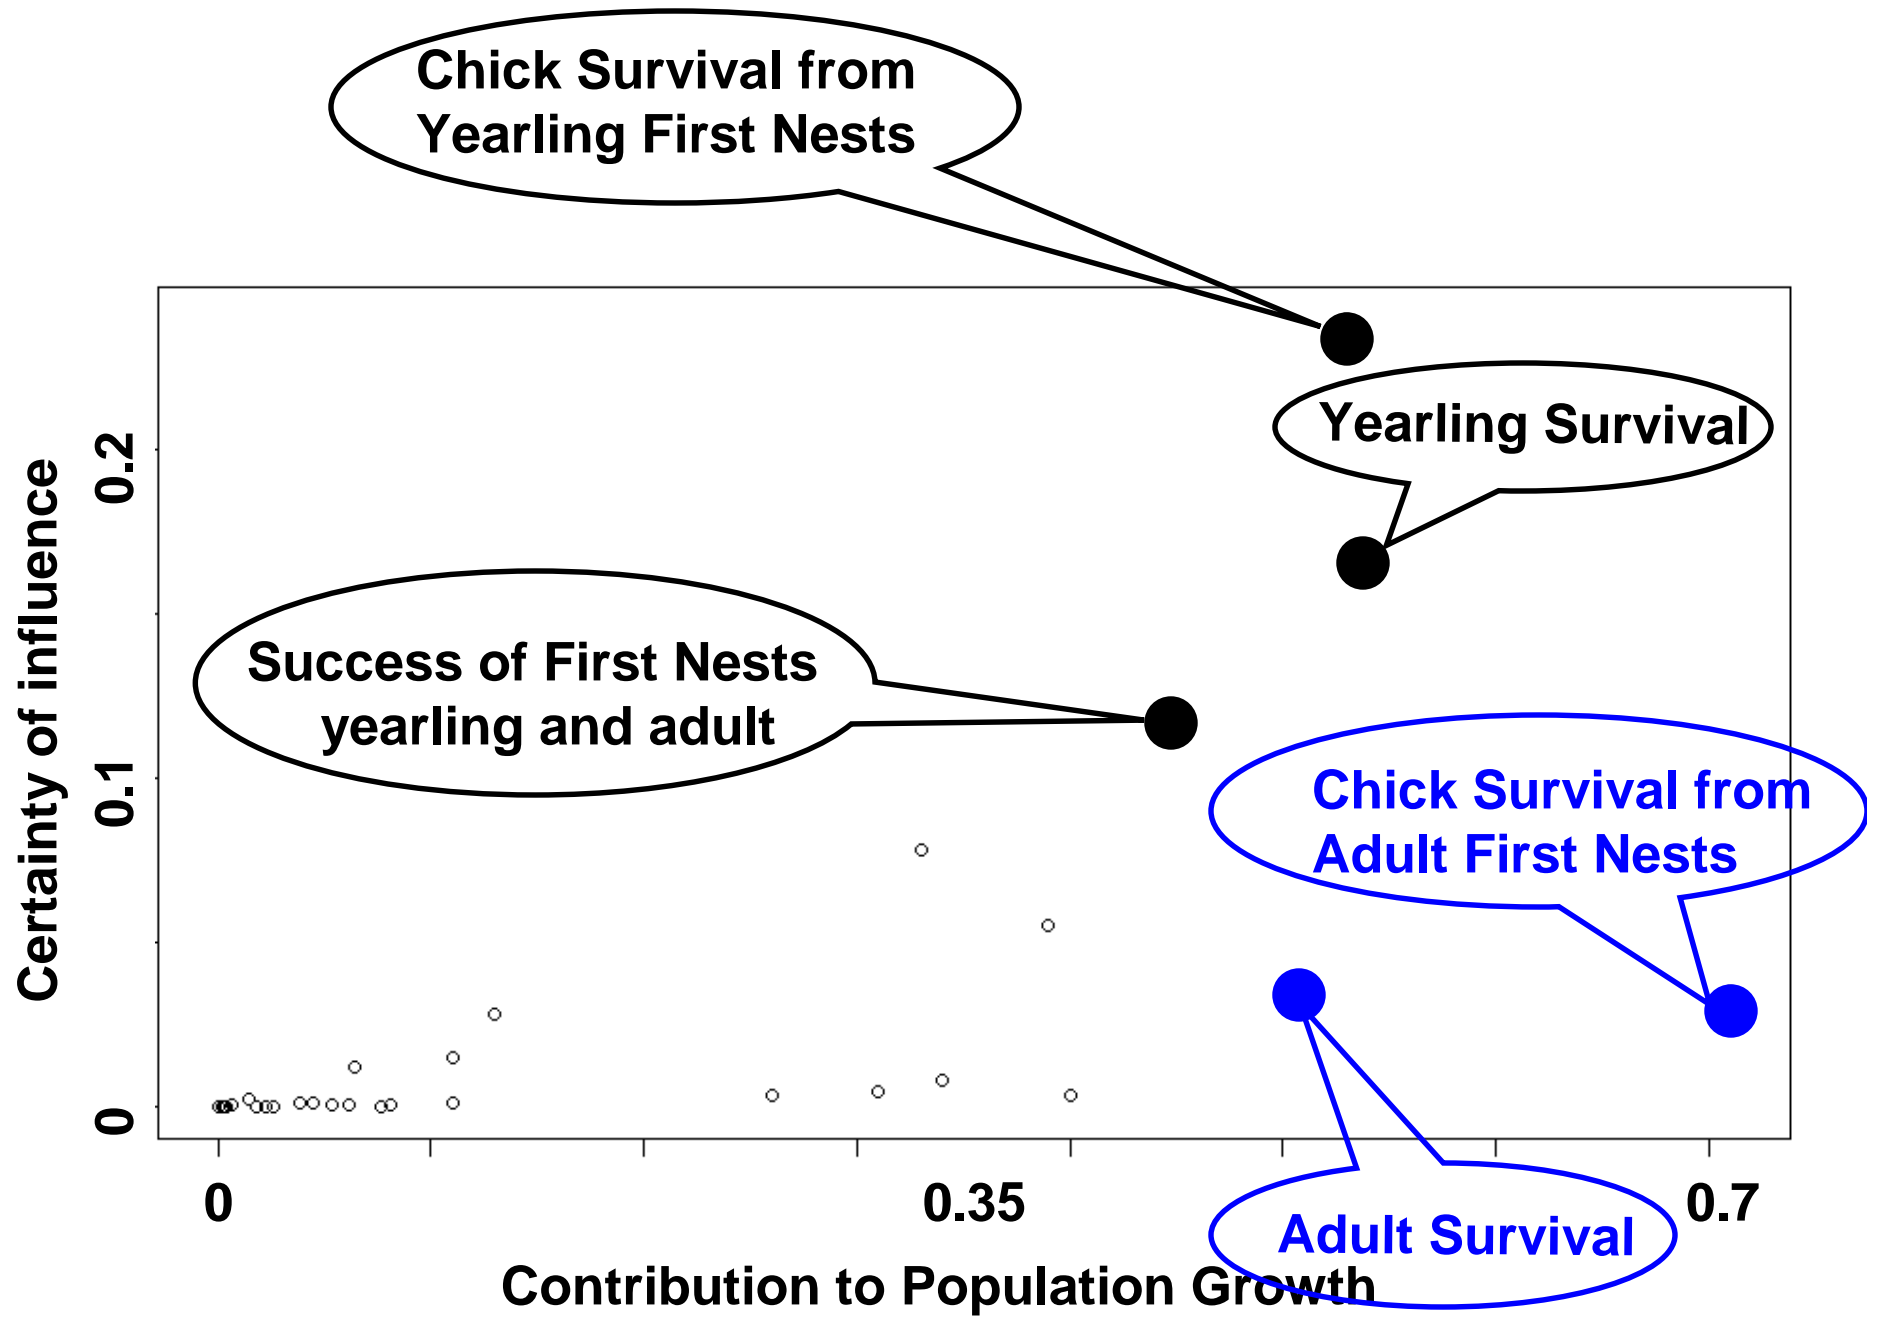 Chick Survival from
Yearling First Nests
Yearling Survival
Success of First Nests
yearling and adult
Chick Survival from
Adult First Nests
Adult Survival
Certainty of influence
0.2
0.1
0
0
0.35
0.7
Contribution to Population Growth